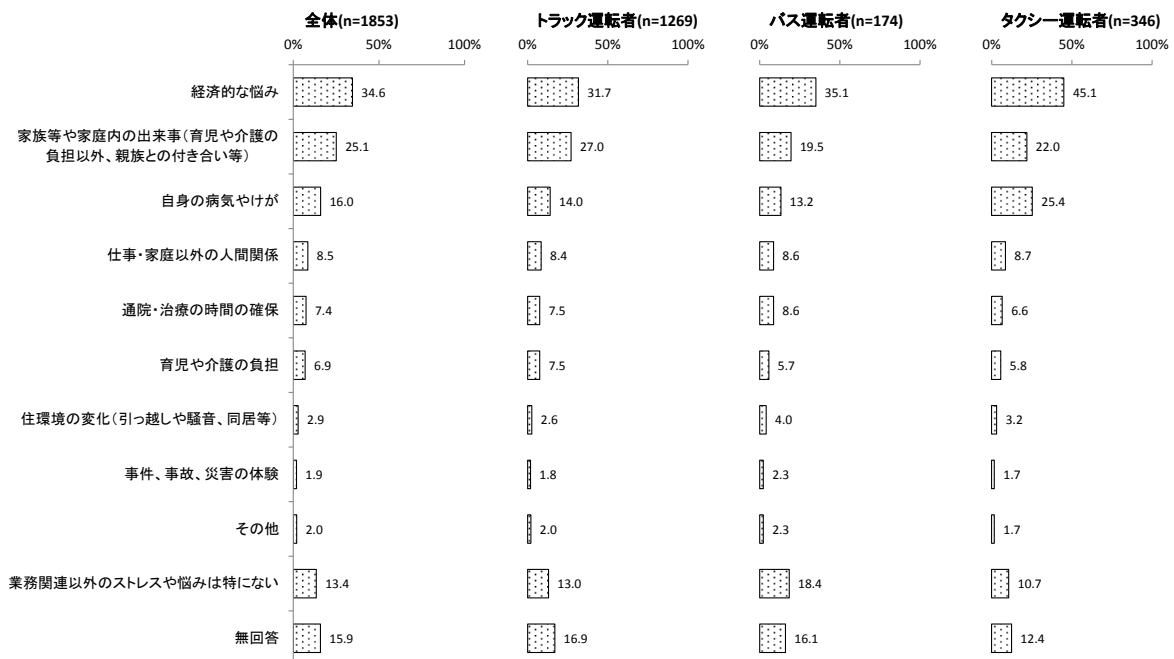 全体(n=1853) トラック運転者(n=1269) バス運転者(n=174) タクシー運転者(n=346)
0% 50% 100% 0% 50% 100% 0% 50% 100% 0% 50% 100%
経済的な悩み 34.6 31.7 35.1 45.1
家族等や家庭内の出来事（育児や介護の
負担以外、親族との付き合い等） 25.1 27.0 19.5 22.0
自身の病気やけが 16.0 14.0 13.2 25.4
仕事・家庭以外の人間関係 8.5 8.4 8.6 8.7
通院・治療の時間の確保 7.4 7.5 8.6 6.6
育児や介護の負担 6.9 7.5 5.7 5.8
住環境の変化（引っ越しや騒音、同居等） 2.9 2.6 4.0 3.2
事件、事故、災害の体験 1.9 1.8 2.3 1.7
その他 2.0 2.0 2.3 1.7
業務関連以外のストレスや悩みは特にない 13.4 13.0 18.4 10.7
無回答 15.9 16.9 16.1 12.4